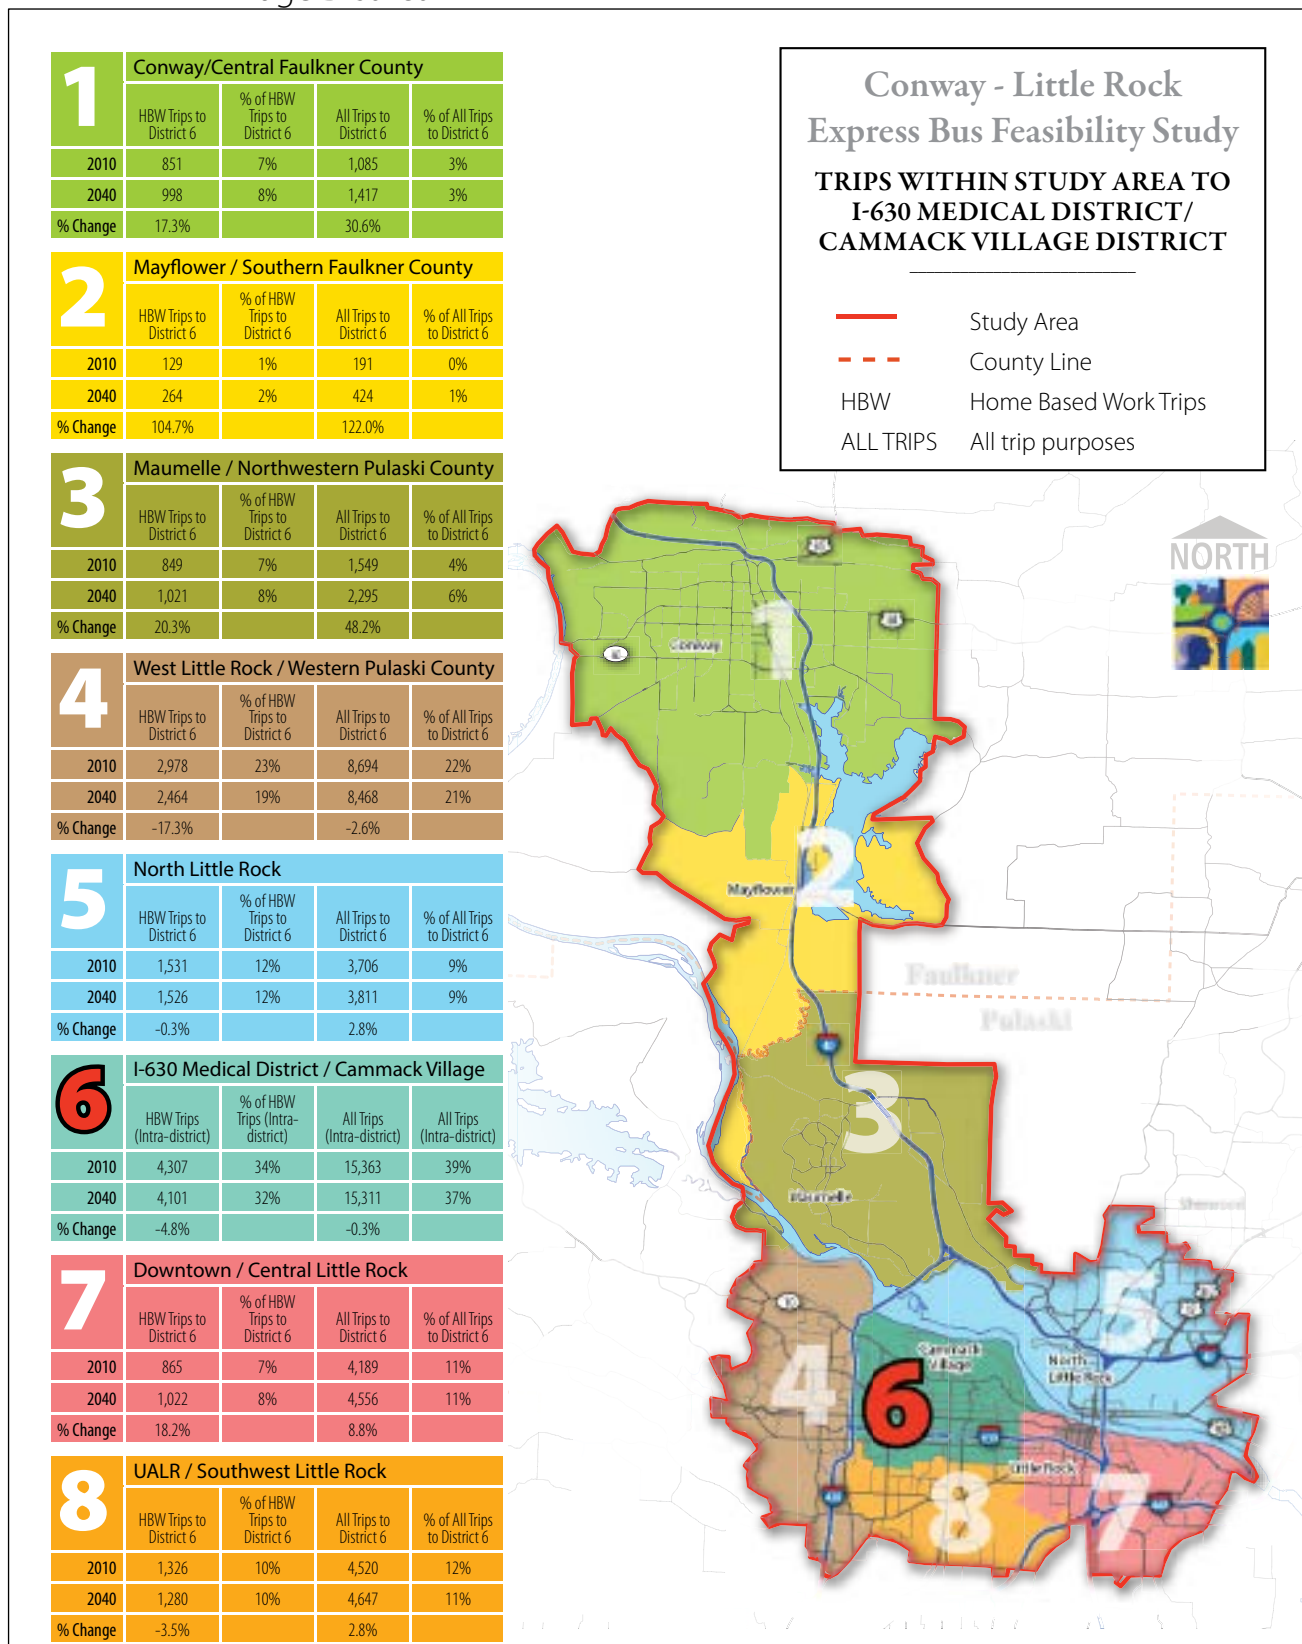 1
Conway/Central Faulkner County
HBW Trips to District 6 % of HBW Trips to District 6 All Trips to District 6 % of All Trips to District 6
2010 851 7% 1,085 3%
2040 998 8% 1,417 3%
% Change 17.3% 30.6%
2
Mayflower / Southern Faulkner County
HBW Trips to District 6 % of HBW Trips to District 6 All Trips to District 6 % of All Trips to District 6
2010 129 1% 191 0%
2040 264 2% 424 1%
% Change 104.7% 122.0%
3
Maumelle / Northwestern Pulaski County
HBW Trips to District 6 % of HBW Trips to District 6 All Trips to District 6 % of All Trips to District 6
2010 849 7% 1,549 4%
2040 1,021 8% 2,295 6%
% Change 20.3% 48.2%
4
West Little Rock / Western Pulaski County
HBW Trips to District 6 % of HBW Trips to District 6 All Trips to District 6 % of All Trips to District 6
2010 2,978 23% 8,694 22%
2040 2,464 19% 8,468 21%
% Change -17.3% -2.6%
5
North Little Rock
HBW Trips to District 6 % of HBW Trips to District 6 All Trips to District 6 % of All Trips to District 6
2010 1,531 12% 3,706 9%
2040 1,526 12% 3,811 9%
% Change -0.3% 2.8%
6
I-630 Medical District / Cammack Village
HBW Trips (Intra-district) % of HBW Trips (Intra-district) All Trips (Intra-district) All Trips (Intra-district)
2010 4,307 34% 15,363 39%
2040 4,101 32% 15,311 37%
% Change -4.8% -0.3%
7
Downtown / Central Little Rock
HBW Trips to District 6 % of HBW Trips to District 6 All Trips to District 6 % of All Trips to District 6
2010 865 7% 4,189 11%
2040 1,022 8% 4,556 11%
% Change 18.2% 8.8%
8
UALR / Southwest Little Rock
HBW Trips to District 6 % of HBW Trips to District 6 All Trips to District 6 % of All Trips to District 6
2010 1,326 10% 4,520 12%
2040 1,280 10% 4,647 11%
% Change -3.5% 2.8%
Conway - Little Rock
Express Bus Feasibility Study
TRIPS WITHIN STUDY AREA TO
I-630 MEDICAL DISTRICT/
CAMMACK VILLAGE DISTRICT
Study Area
County Line
HBW Home Based Work Trips
ALL TRIPS All trip purposes
NORTH
1
Conway
2
Mayflower
Faulkner
Pulaski
3
Maumelle
Sherwood
5
4
Cammack
Village
North
Little Rock
6
Little Rock
8
7